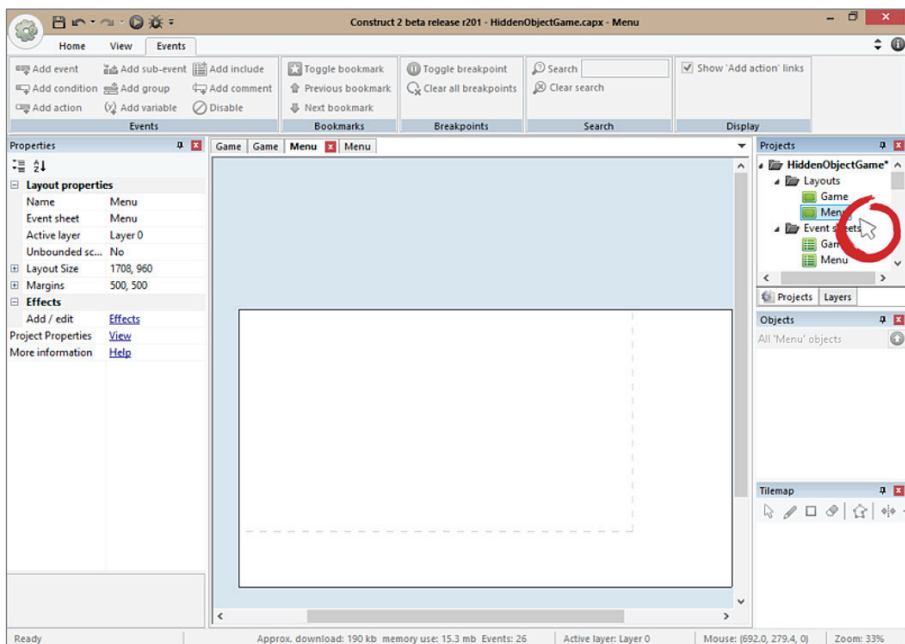 Construct 2 beta release r201 - HiddenObjectGame.capx - Menu
Home View Events
Add event Add sub-event Add include
Add condition Add group Add comment
Add action Add variable Disable
Events
Toggle bookmark
Previous bookmark
Next bookmark
Bookmarks
Toggle breakpoint
Clear all breakpoints
Breakpoints
Search
Clear search
Search
Show 'Add action' links
Display
Properties
Layout properties
Name Menu
Event sheet Menu
Active layer Layer 0
Unbounded sc... No
Layout Size 1708, 960
Margins 500, 500
Effects
Add / edit Effects
Project Properties View
More information Help
Game Game Menu Menu
Projects
HiddenObjectGame*
Layouts
Game
Menu
Event sheets
Game
Menu
Projects Layers
Objects
All 'Menu' objects
Tilemap
Ready
Approx. download: 190 kb memory use: 15.3 mb Events: 26
Active layer: Layer 0
Mouse: (692.0, 279.4, 0)
Zoom: 33%